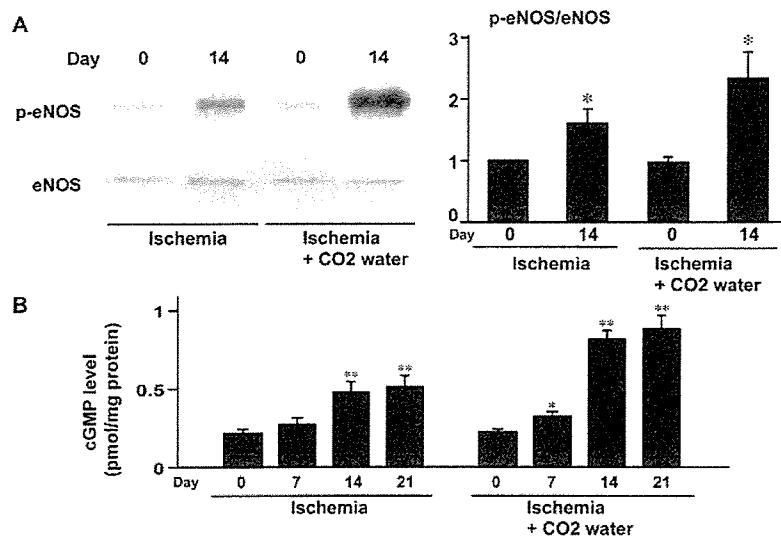 A
Day 0 14 0 14
p-eNOS
eNOS
Ischemia Ischemia
+ CO2 water
p-eNOS/eNOS
3
2
1
0
* *
Day 0 14 0 14
Ischemia Ischemia
+ CO2 water
B
cGMP level
(pmol/mg protein)
1
0.5
0
** ** * ** **
Day 0 7 14 21 0 7 14 21
Ischemia Ischemia
+ CO2 water